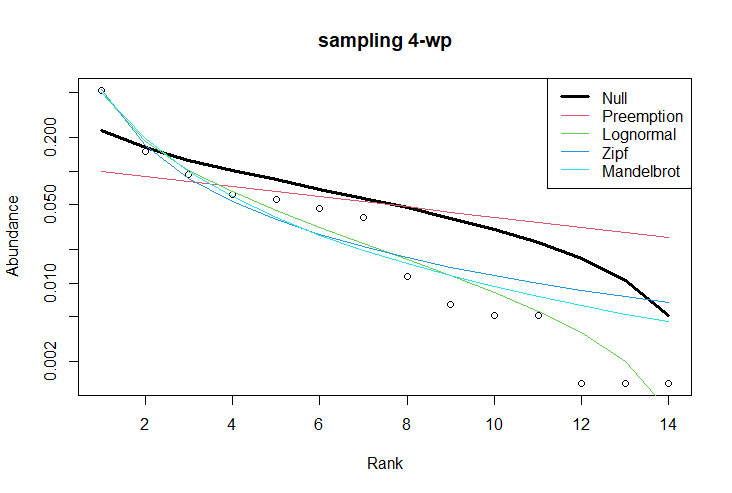 sampling 4-wp
Null
Preemption
Lognormal
Zipf
Mandelbrot
Abundance
0.200
0.050
0.010
0.002
2 4 6 8 10 12 14
Rank